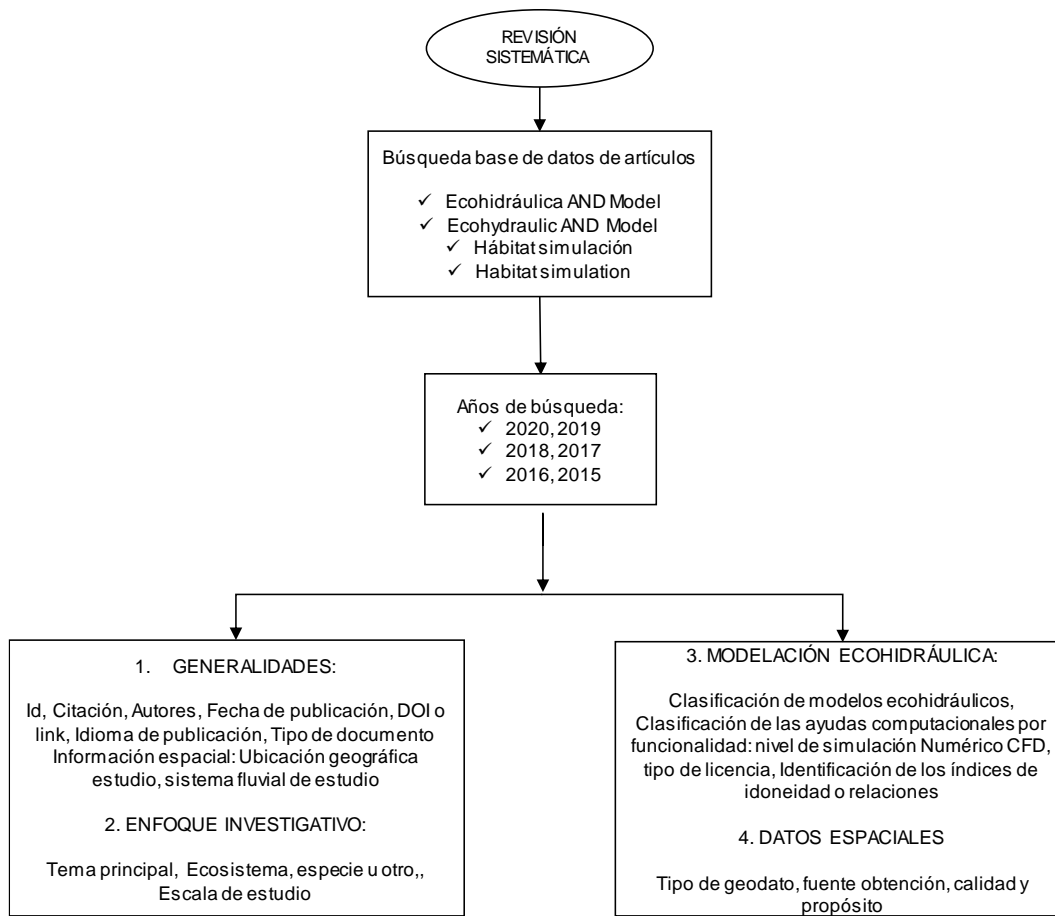 REVISIÓN
SISTEMÁTICA
Búsqueda base de datos de artículos
✓ Ecohidráulica AND Model
✓ Ecohydraulic AND Model
✓ Hábitat simulación
✓ Habitat simulation
Años de búsqueda:
✓ 2020, 2019
✓ 2018, 2017
✓ 2016, 2015
1. GENERALIDADES:
Id, Citación, Autores, Fecha de publicación, DOI o
link, Idioma de publicación, Tipo de documento
Información espacial: Ubicación geográfica
estudio, sistema fluvial de estudio
2. ENFOQUE INVESTIGATIVO:
Tema principal, Ecosistema, especie u otro,,
Escala de estudio
3. MODELACIÓN ECOHIDRÁULICA:
Clasificación de modelos ecohidráulicos,
Clasificación de las ayudas computacionales por
funcionalidad: nivel de simulación Numérico CFD,
tipo de licencia, Identificación de los índices de
idoneidad o relaciones
4. DATOS ESPACIALES
Tipo de geodato, fuente obtención, calidad y
propósito